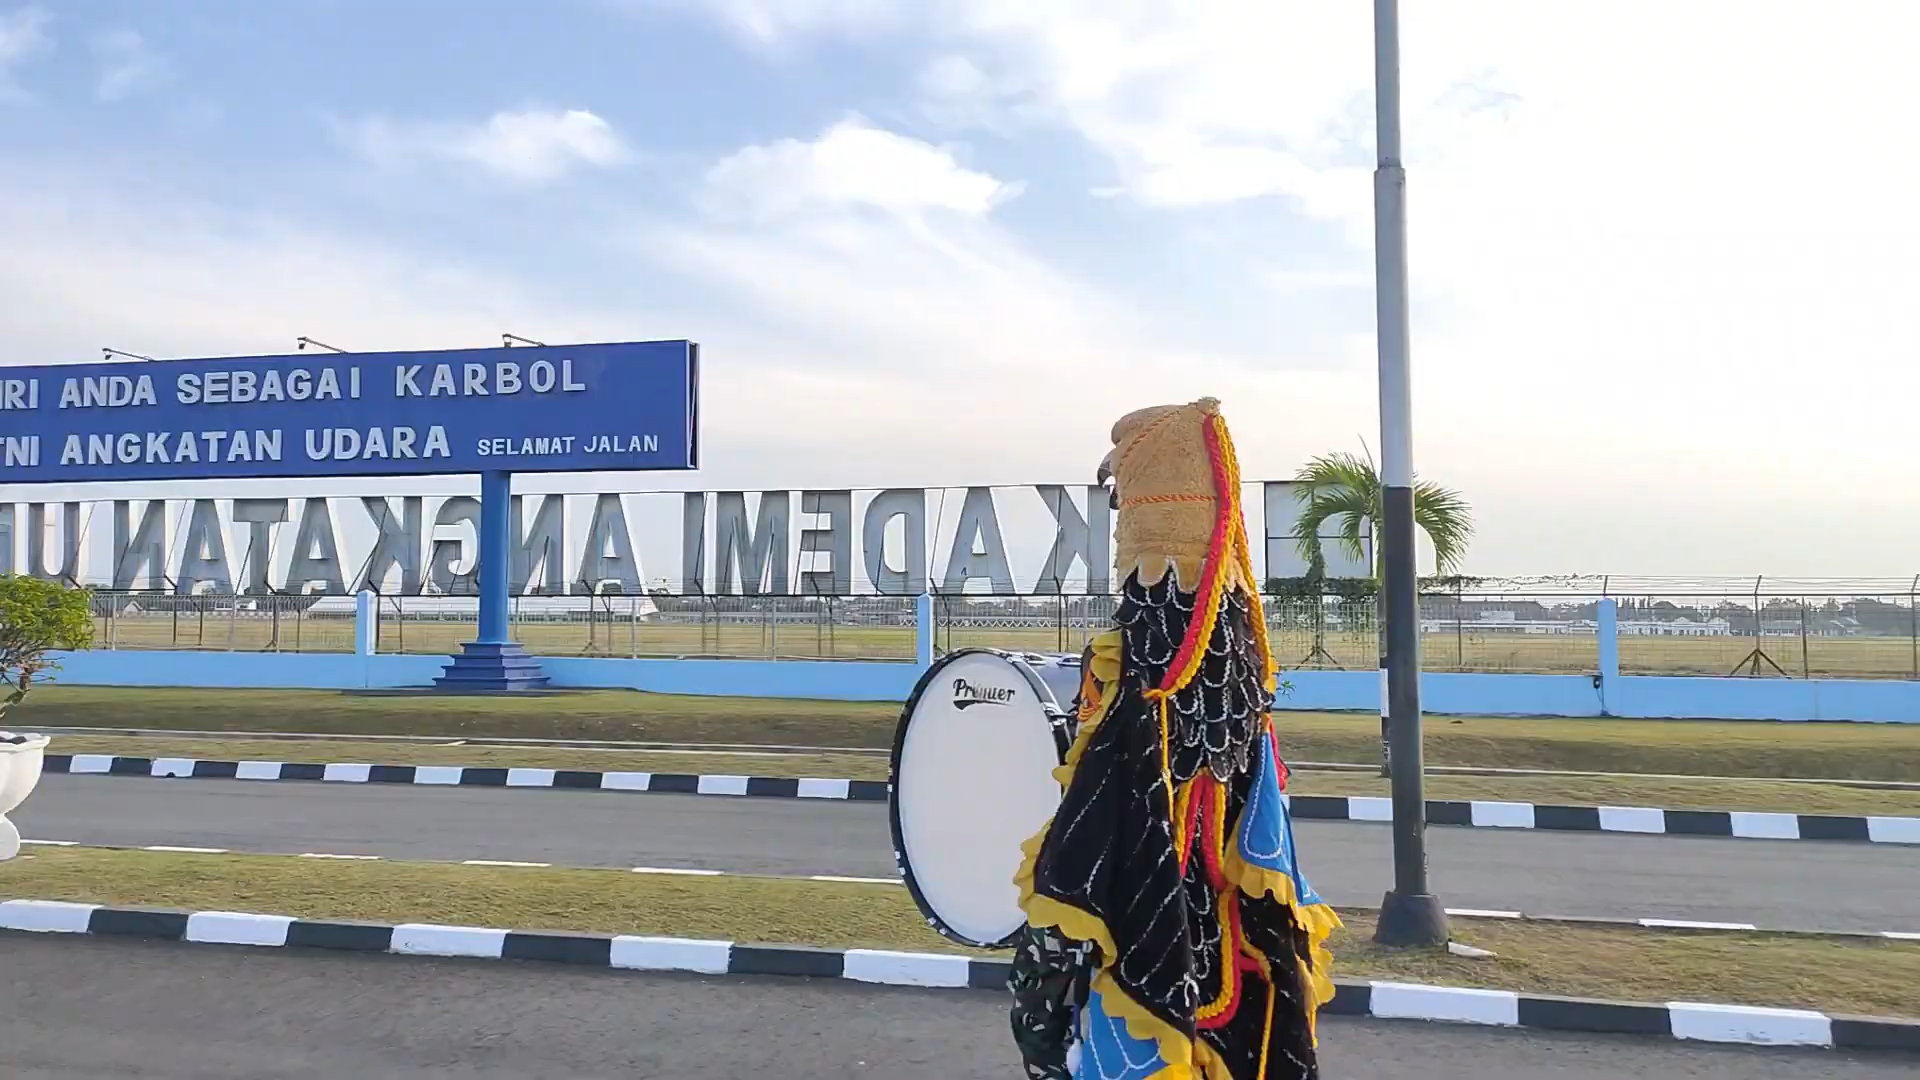 IRI ANDA SEBAGAI KARBOL
TNI ANGKATAN UDARA SELAMAT JALAN
KADEMI ANGKATAN U
Premier